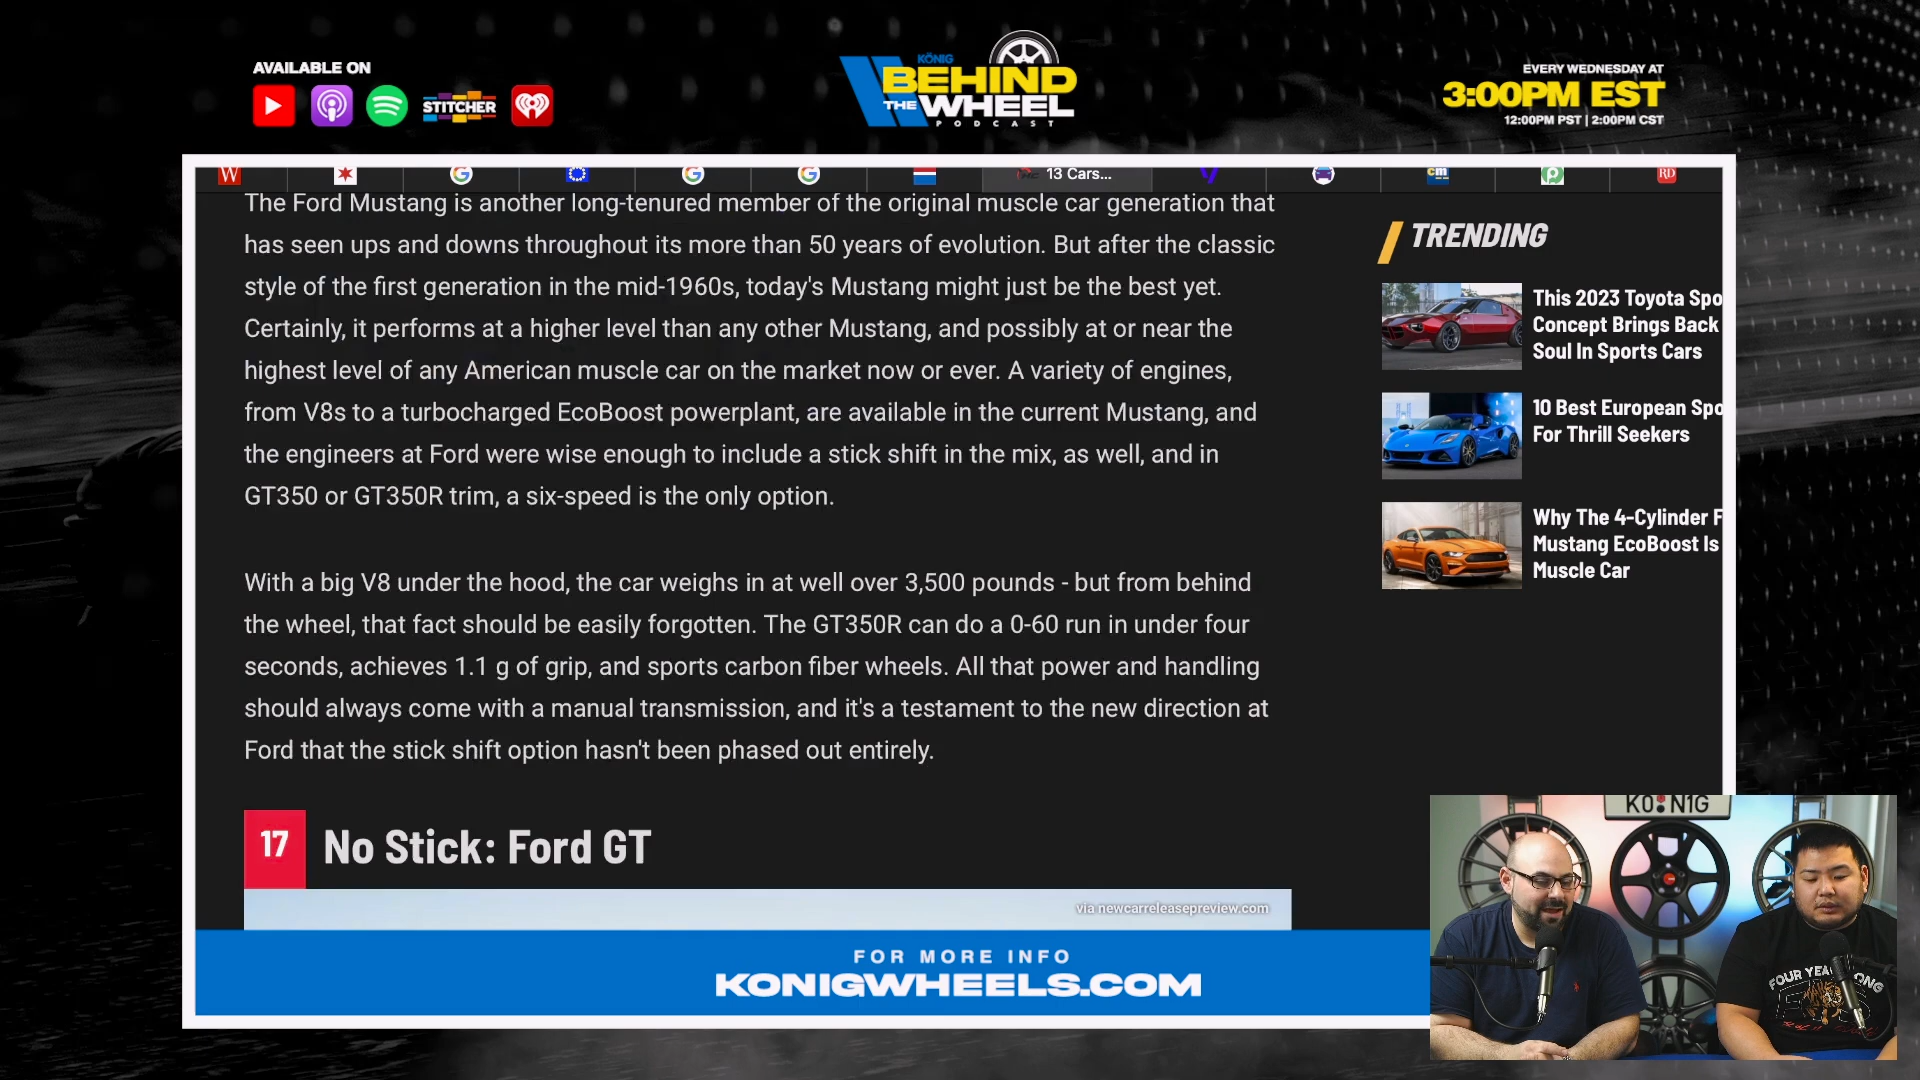 AVAILABLE ON
STITCHER
KÖNIG
BEHIND
THE WHEEL
PODCAST
EVERY WEDNESDAY AT
3:00PM EST
12:00PM PST | 2:00PM CST
W
13 Cars...
cm
RD
The Ford Mustang is another long-tenured member of the original muscle car generation that
has seen ups and downs throughout its more than 50 years of evolution. But after the classic
style of the first generation in the mid-1960s, today's Mustang might just be the best yet.
Certainly, it performs at a higher level than any other Mustang, and possibly at or near the
highest level of any American muscle car on the market now or ever. A variety of engines,
from V8s to a turbocharged EcoBoost powerplant, are available in the current Mustang, and
the engineers at Ford were wise enough to include a stick shift in the mix, as well, and in
GT350 or GT350R trim, a six-speed is the only option.
With a big V8 under the hood, the car weighs in at well over 3,500 pounds - but from behind
the wheel, that fact should be easily forgotten. The GT350R can do a 0-60 run in under four
seconds, achieves 1.1 g of grip, and sports carbon fiber wheels. All that power and handling
should always come with a manual transmission, and it's a testament to the new direction at
Ford that the stick shift option hasn't been phased out entirely.
17 No Stick: Ford GT
via newcarreleasepreview.com
TRENDING
This 2023 Toyota Spo
Concept Brings Back
Soul In Sports Cars
10 Best European Spo
For Thrill Seekers
Why The 4-Cylinder F
Mustang EcoBoost Is
Muscle Car
FOR MORE INFO
KONIGWHEELS.COM
KO NIG
FOUR YEA ONG